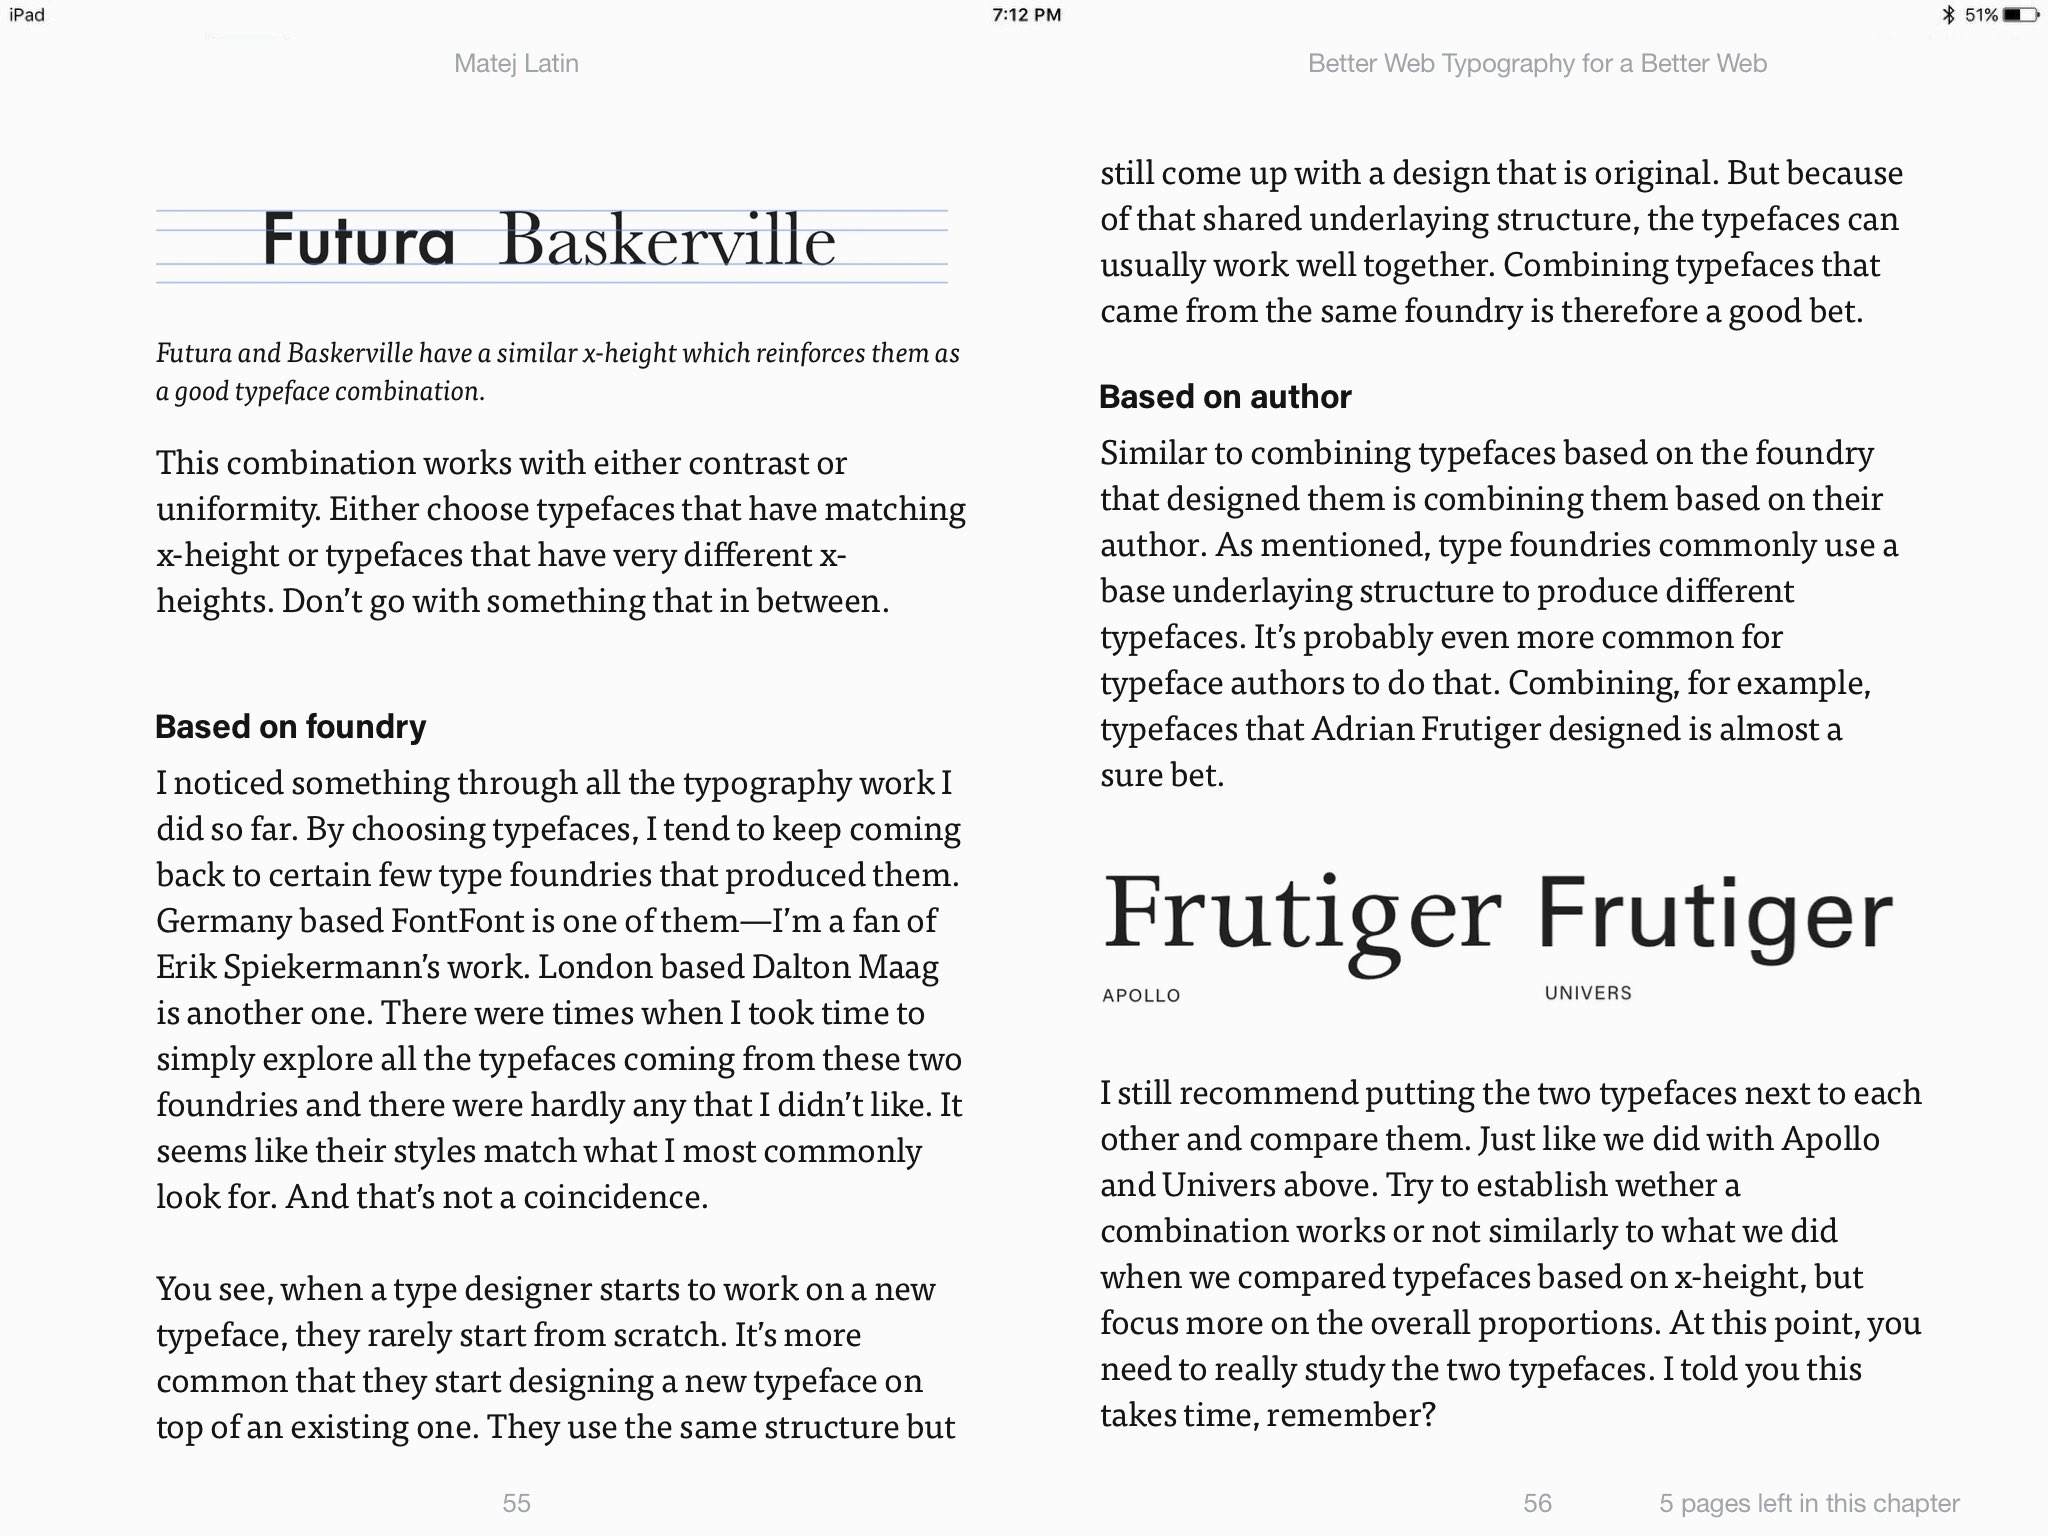 iPad
7:12 PM
51%
Matej Latin
Futura Baskerville
Futura and Baskerville have a similar x-height which reinforces them as
a good typeface combination.
This combination works with either contrast or
uniformity. Either choose typefaces that have matching
x-height or typefaces that have very different x-
heights. Don’t go with something that in between.
Based on foundry
I noticed something through all the typography work I
did so far. By choosing typefaces, I tend to keep coming
back to certain few type foundries that produced them.
Germany based FontFont is one of them—I’m a fan of
Erik Spiekermann’s work. London based Dalton Maag
is another one. There were times when I took time to
simply explore all the typefaces coming from these two
foundries and there were hardly any that I didn’t like. It
seems like their styles match what I most commonly
look for. And that’s not a coincidence.
You see, when a type designer starts to work on a new
typeface, they rarely start from scratch. It’s more
common that they start designing a new typeface on
top of an existing one. They use the same structure but
55
Better Web Typography for a Better Web
still come up with a design that is original. But because
of that shared underlaying structure, the typefaces can
usually work well together. Combining typefaces that
came from the same foundry is therefore a good bet.
Based on author
Similar to combining typefaces based on the foundry
that designed them is combining them based on their
author. As mentioned, type foundries commonly use a
base underlaying structure to produce different
typefaces. It’s probably even more common for
typeface authors to do that. Combining, for example,
typefaces that Adrian Frutiger designed is almost a
sure bet.
Frutiger Frutiger
APOLLO UNIVERS
I still recommend putting the two typefaces next to each
other and compare them. Just like we did with Apollo
and Univers above. Try to establish wether a
combination works or not similarly to what we did
when we compared typefaces based on x-height, but
focus more on the overall proportions. At this point, you
need to really study the two typefaces. I told you this
takes time, remember?
56
5 pages left in this chapter